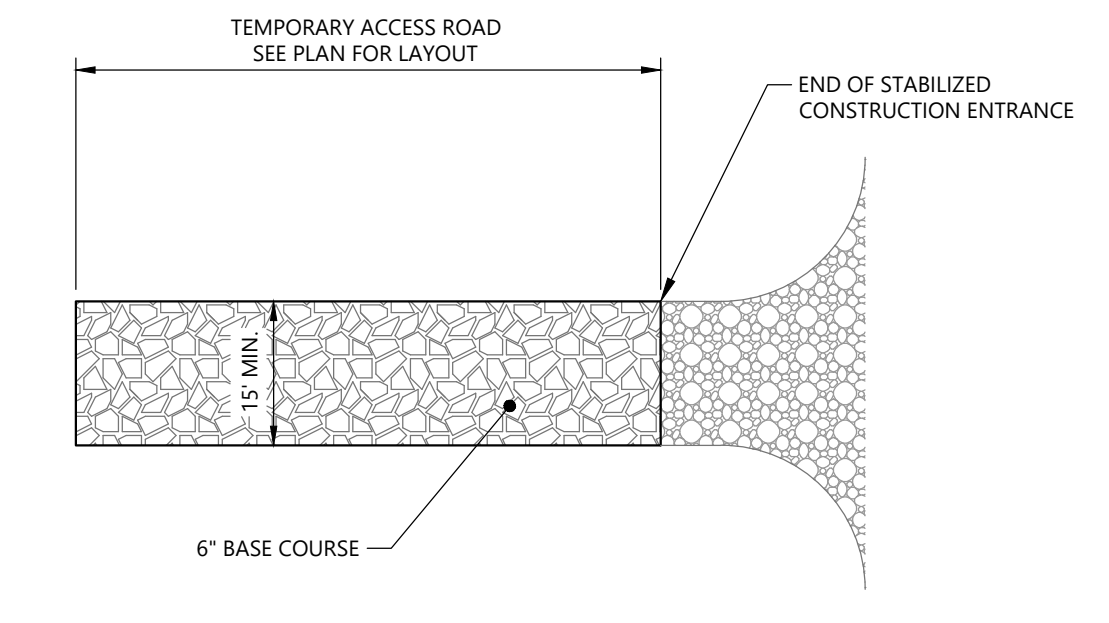 TEMPORARY ACCESS ROAD
SEE PLAN FOR LAYOUT
END OF STABILIZED
CONSTRUCTION ENTRANCE
15' MIN.
6" BASE COURSE